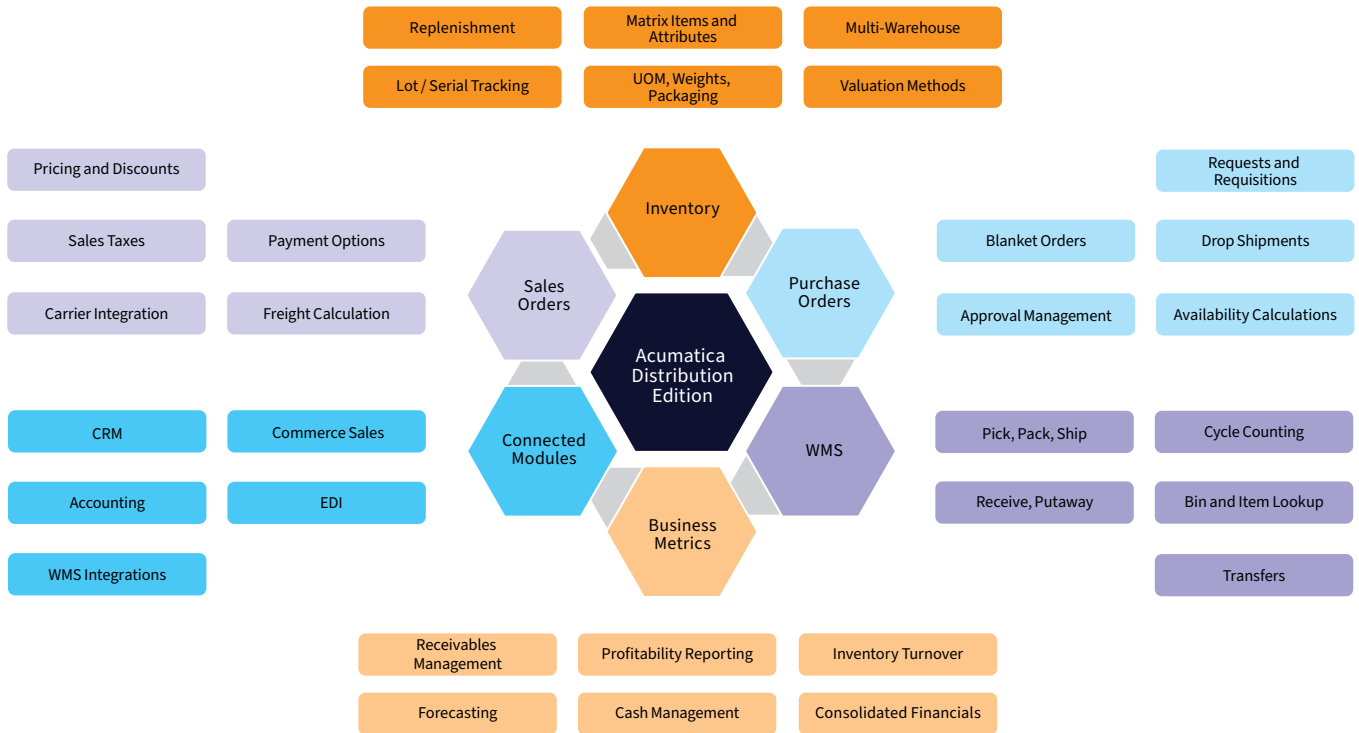 Replenishment
Matrix Items and
Attributes
Multi-Warehouse
Lot / Serial Tracking
UOM, Weights,
Packaging
Valuation Methods
Pricing and Discounts
Sales Taxes
Payment Options
Carrier Integration
Freight Calculation
Inventory
Sales
Orders
Purchase
Orders
Acumatica
Distribution
Edition
Connected
Modules
WMS
Business
Metrics
Requests and
Requisitions
Blanket Orders
Drop Shipments
Approval Management
Availability Calculations
CRM
Commerce Sales
Accounting
EDI
WMS Integrations
Pick, Pack, Ship
Cycle Counting
Receive, Putaway
Bin and Item Lookup
Transfers
Receivables
Management
Profitability Reporting
Inventory Turnover
Forecasting
Cash Management
Consolidated Financials